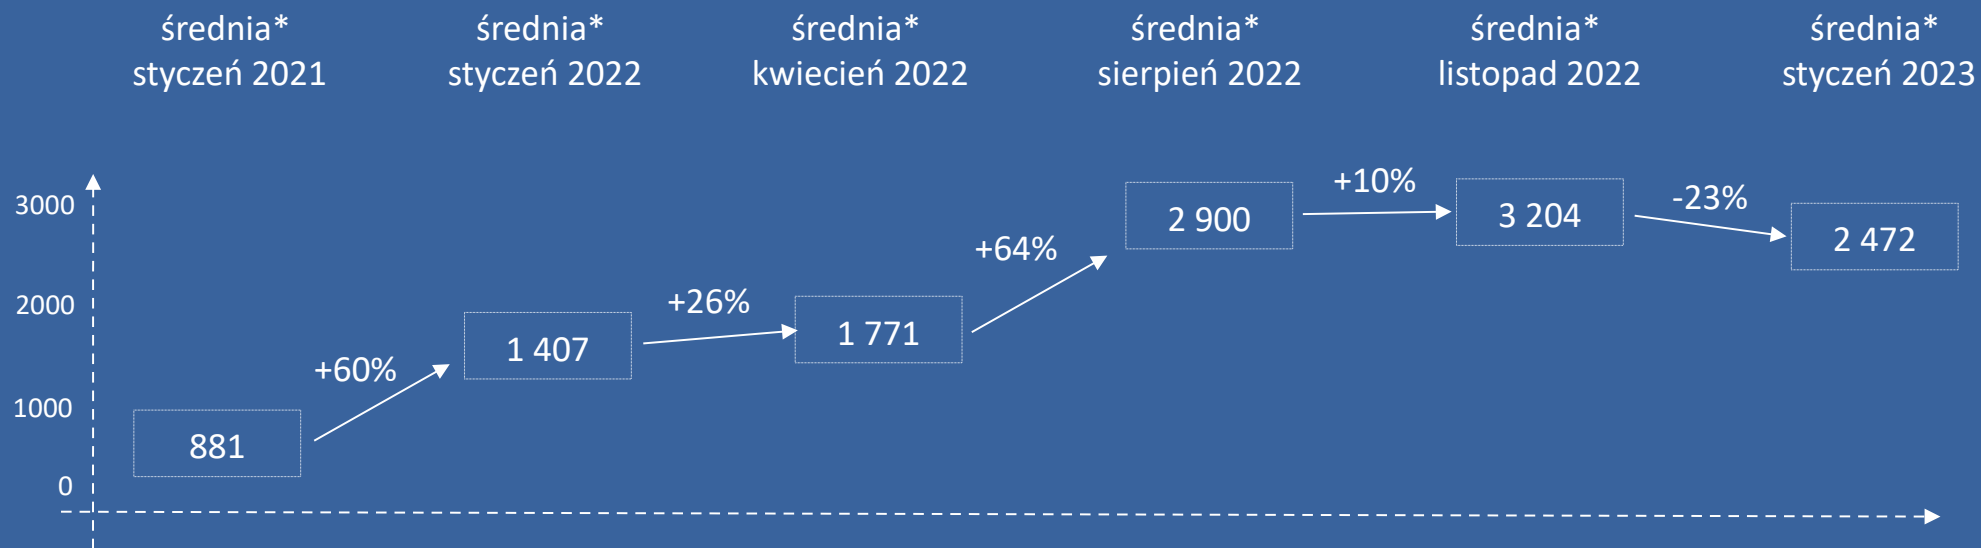 średnia*
styczeń 2021
średnia*
styczeń 2022
średnia*
kwiecień 2022
średnia*
sierpień 2022
średnia*
listopad 2022
średnia*
styczeń 2023
3000
2000
1000
0
881
+60%
1 407
+26%
1 771
+64%
2 900
+10%
3 204
-23%
2 472